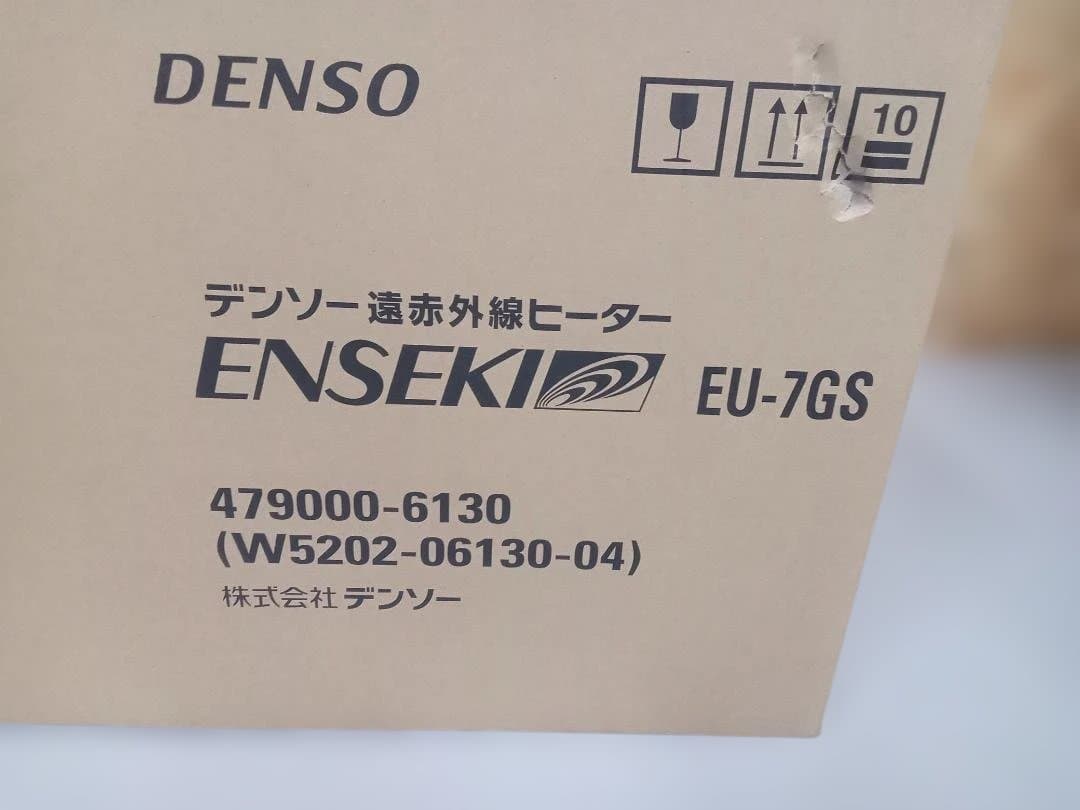 DENSO
10
デンソー遠赤外線ヒーター
ENSEKI EU-7GS
479000-6130
(W5202-06130-04)
株式会社デンソー